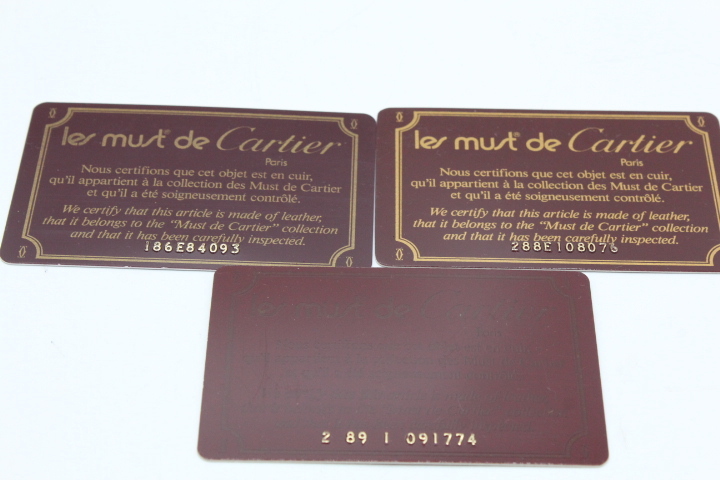 les must de Cartier
Paris
Nous certifions que cet objet est en cuir,
qu'il appartient à la collection des Must de Cartier
et qu'il a été soigneusement contrôlé.
We certify that this article is made of leather,
that it belongs to the "Must de Cartier" collection
and that it has been carefully inspected.
186E84093
les must de Cartier
Paris
Nous certifions que cet objet est en cuir,
qu'il appartient à la collection des Must de Cartier
et qu'il a été soigneusement contrôlé.
We certify that this article is made of leather,
that it belongs to the "Must de Cartier" collection
and that it has been carefully inspected.
les must de Cartier
2 89 1 091774